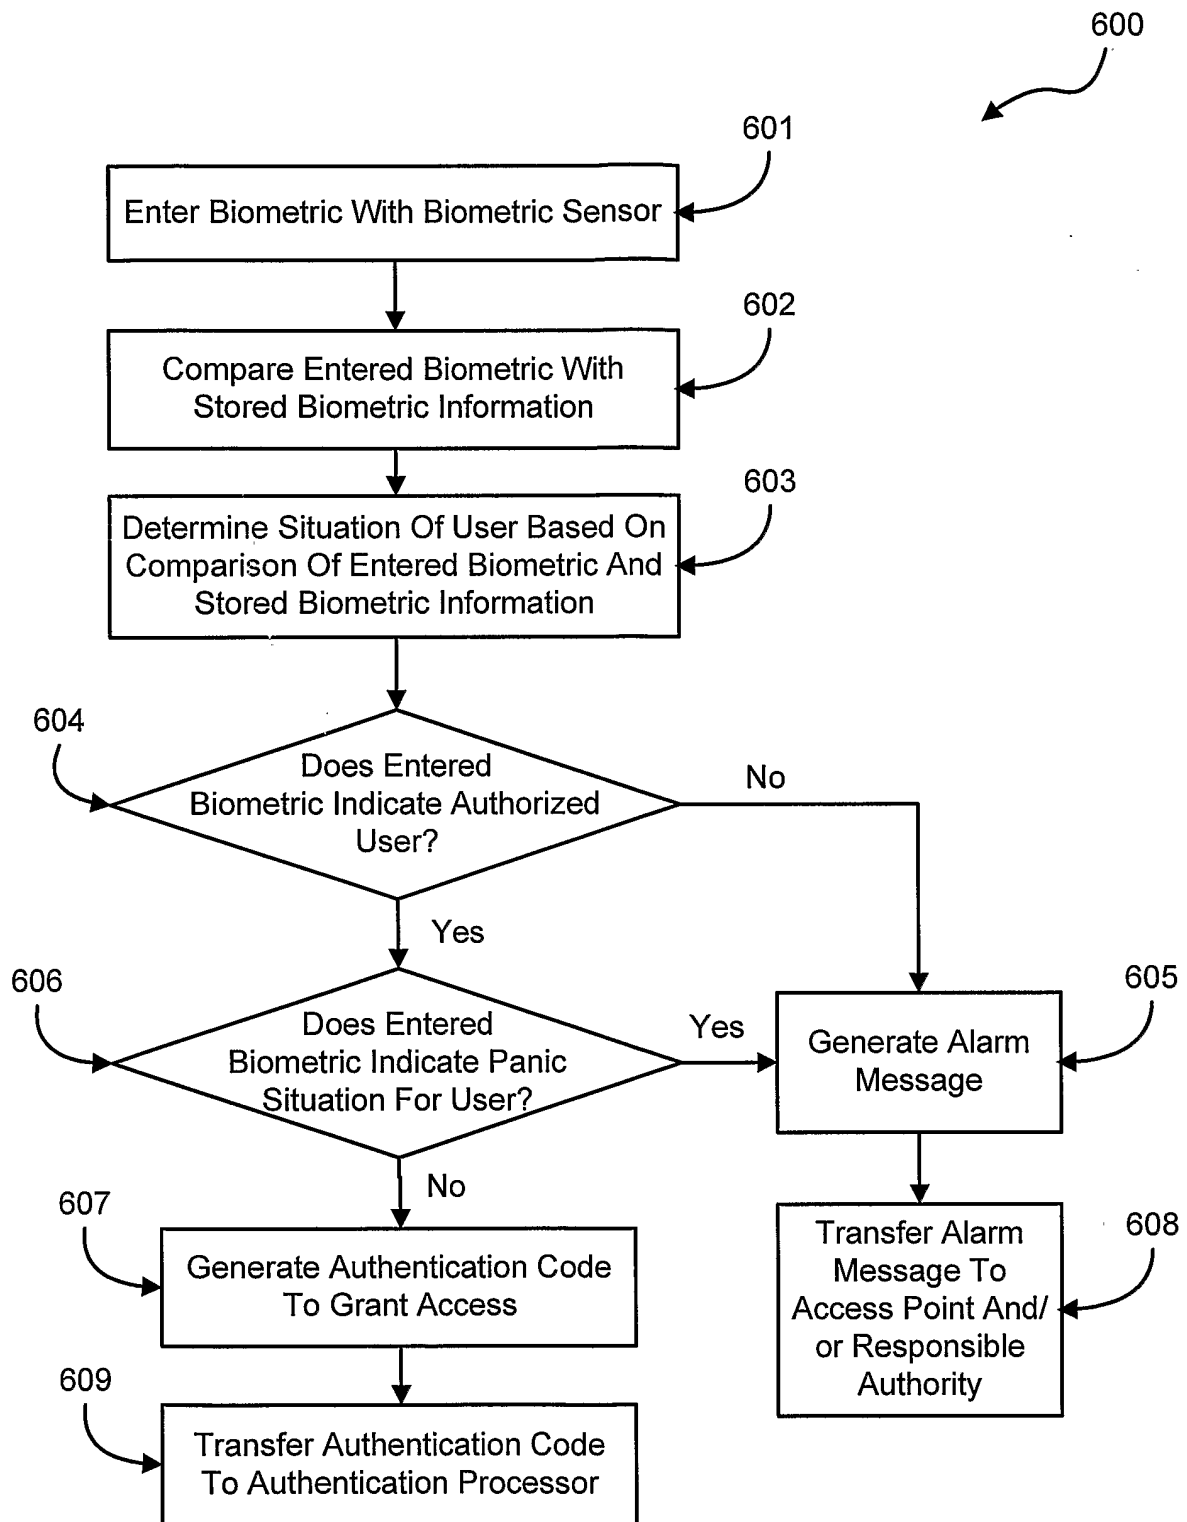 600
601
Enter Biometric With Biometric Sensor
602
Compare Entered Biometric With
Stored Biometric Information
603
Determine Situation Of User Based On
Comparison Of Entered Biometric And
Stored Biometric Information
604
Does Entered
Biometric Indicate Authorized
User?
No
Yes
606
Does Entered
Biometric Indicate Panic
Situation For User?
Yes
605
Generate Alarm
Message
No
607
Generate Authentication Code
To Grant Access
608
Transfer Alarm
Message To
Access Point And/
or Responsible
Authority
609
Transfer Authentication Code
To Authentication Processor